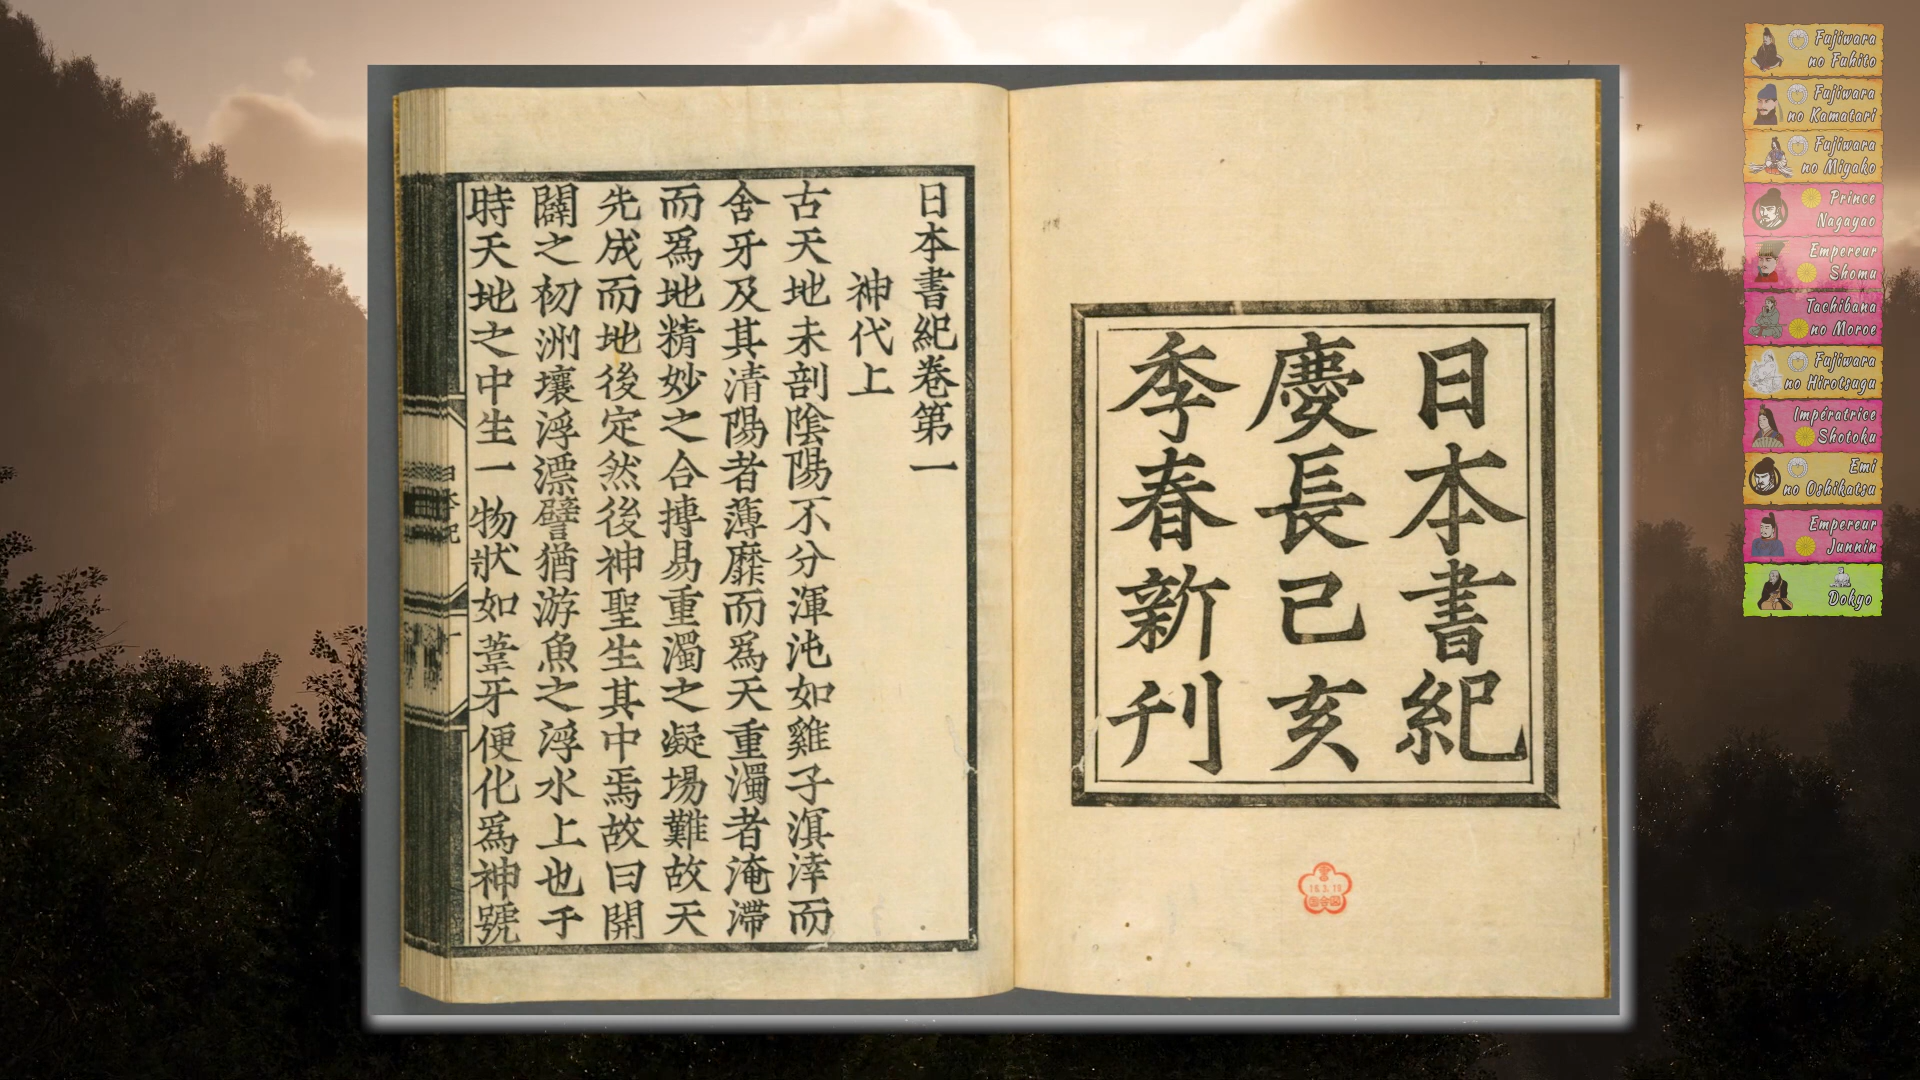 日本書紀
慶長己亥
季春新刊
日本書紀卷第一
神代上
古天地未剖陰陽不分渾沌如雞子溟涬而
含牙及其清陽者薄靡而爲天重濁者淹滯
而爲地精妙之合摶易重濁之凝埸難故天
先成而地後定然後神聖生其中焉故曰開
闢之初洲壤浮漂譬猶游魚之浮水上也于
時天地之中生一物狀如葦牙便化爲神號
Fujiwara
no Fuhito
Fujiwara
no Kamatari
Fujiwara
no Miyako
Prince
Nagayao
Empereur
Shomu
Tachibana
no Moroe
Fujiwara
no Hirotsugu
Impératrice
Shotoku
Emi
no Oshikatsu
Empereur
Junnin
Dokyo